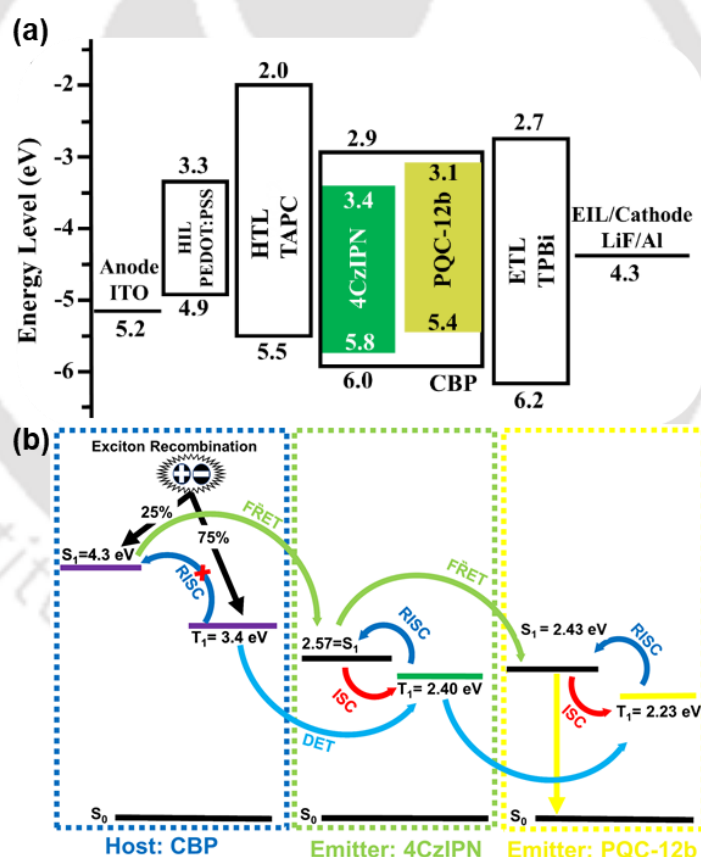 (a)
Energy Level (eV)
-2
-3
-4
-5
-6
Anode
ITO
5.2
3.3
HIL
PEDOT:PSS
4.9
2.0
HTL
TAPC
5.5
2.9
3.4
4CzIPN
5.8
3.1
PQC-12b
5.4
6.0
CBP
2.7
ETL
TPBi
6.2
EIL/Cathode
LiF/Al
4.3
(b)
Exciton Recombination
25%
75%
S1=4.3 eV
RISC
T1= 3.4 eV
S0
Host: CBP
FRET
DET
2.57=S1
RISC
ISC
T1= 2.40 eV
S0
Emitter: 4CzIPN
FRET
S1 = 2.43 eV
RISC
ISC
T1= 2.23 eV
S0
Emitter: PQC-12b